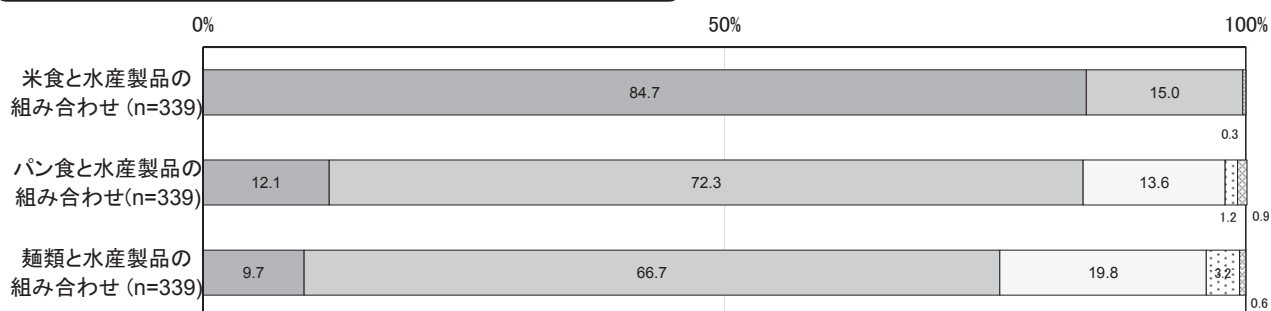 0% 50% 100%
米食と水産製品の
組み合わせ (n=339)
84.7 15.0
0.3
パン食と水産製品の
組み合わせ(n=339)
12.1 72.3 13.6
1.2 0.9
麺類と水産製品の
組み合わせ (n=339)
9.7 66.7 19.8 3.2
0.6